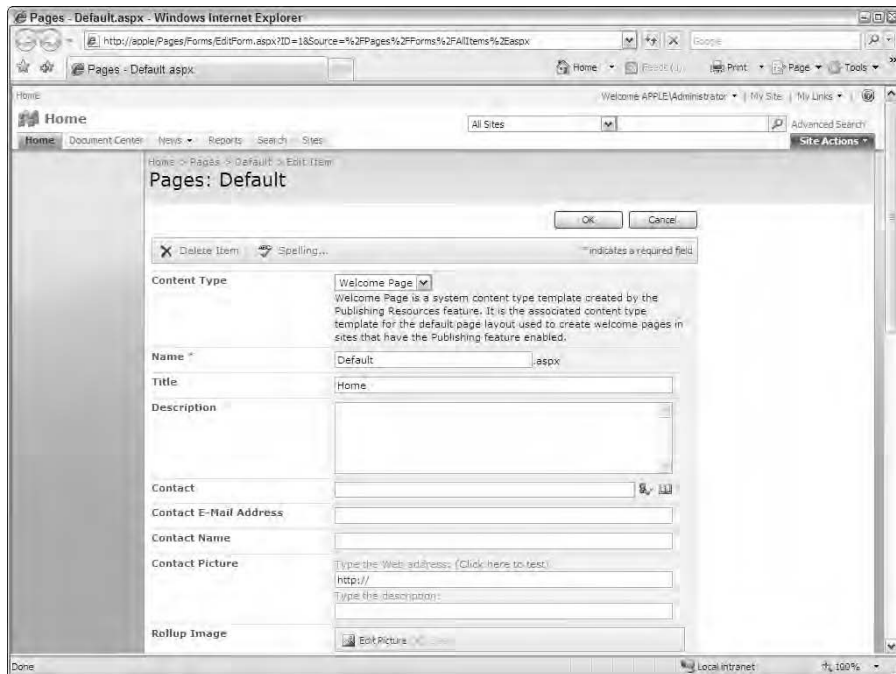 Pages - Default.aspx - Windows Internet Explorer
http://apple/Pages/Forms/EditForm.aspx?ID=1&Source=%2FPages%2FForms%2FAllItems%2Easpx
Google
Pages - Default.aspx
Home
Print
Page
Tools
Home
Welcome APPLE\Administrator
My Site
My Links
Home
All Sites
Advanced Search
Home
Document Center
News
Reports
Search
Sites
Site Actions
Home > Pages > Default > Edit Item
Pages: Default
OK
Cancel
Delete Item
Spelling...
* indicates a required field
Content Type
Welcome Page
Welcome Page is a system content type template created by the
Publishing Resources feature. It is the associated content type
template for the default page layout used to create welcome pages in
sites that have the Publishing feature enabled.
Name *
Default
.aspx
Title
Home
Description
Contact
Contact E-Mail Address
Contact Name
Contact Picture
Type the Web address: (Click here to test)
http://
Type the description:
Rollup Image
Edit Picture
Done
Local intranet
100%